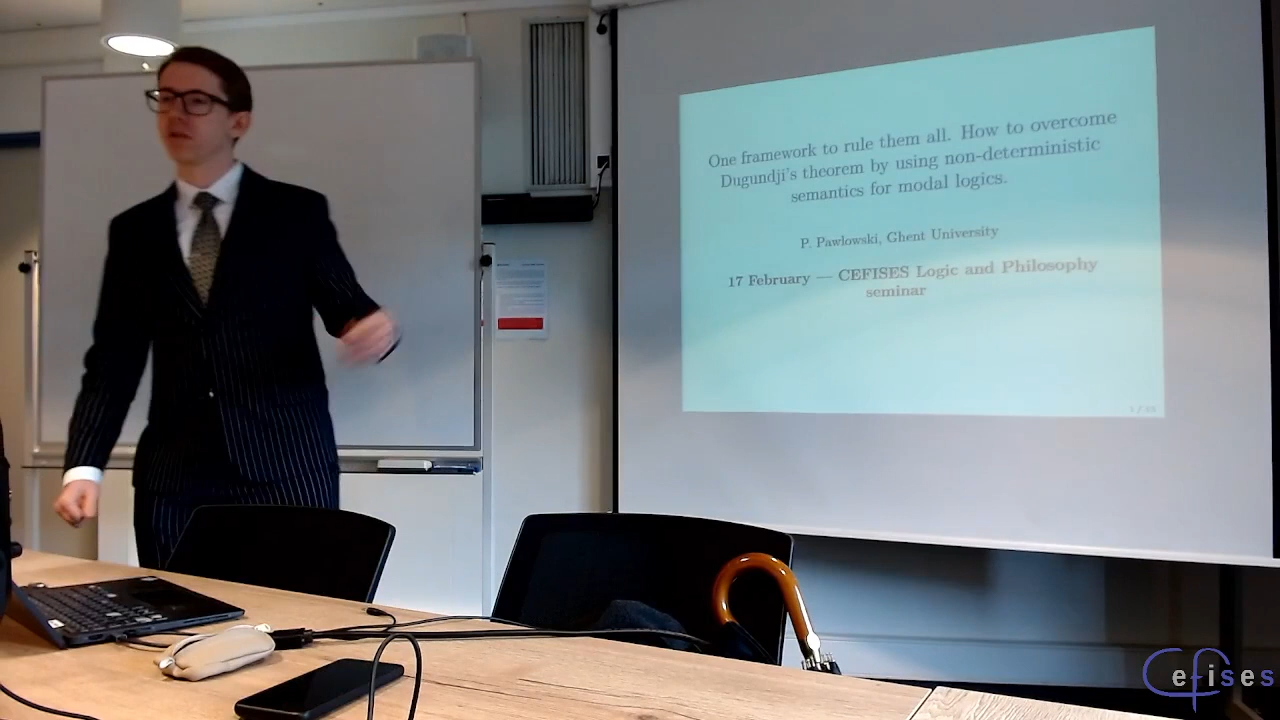 One framework to rule them all. How to overcome
Dugundji's theorem by using non-deterministic
semantics for modal logics.
P. Pawlowski, Ghent University
17 February — CEFISES Logic and Philosophy
seminar
Cefises